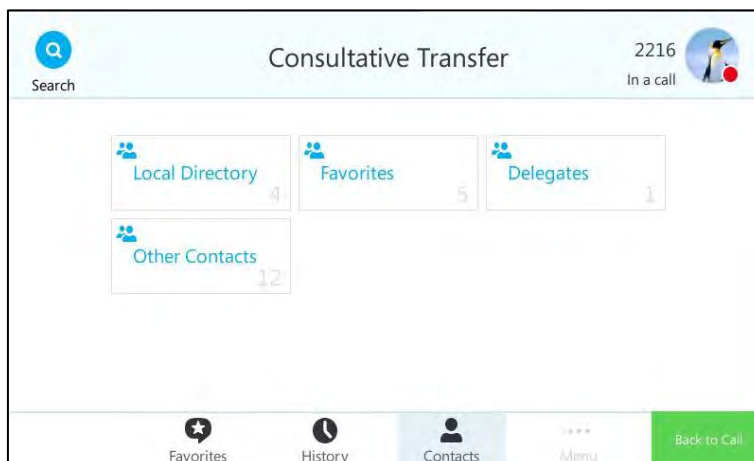 Consultative Transfer
2216
In a call
Search
Local Directory
4
Favorites
5
Delegates
1
Other Contacts
12
Favorites
History
Contacts
Menu
Back to Call